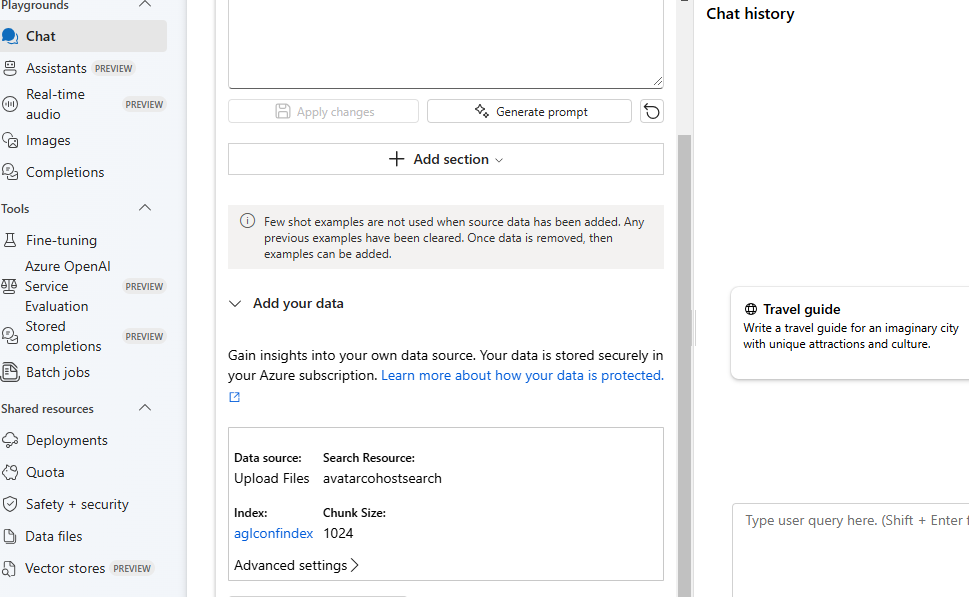 Playgrounds
Chat
Assistants PREVIEW
Real-time
audio
PREVIEW
Images
Completions
Tools
Fine-tuning
Azure OpenAI
Service
Evaluation
PREVIEW
Stored
completions
PREVIEW
Batch jobs
Shared resources
Deployments
Quota
Safety + security
Data files
Vector stores PREVIEW
Apply changes
Generate prompt
Add section
Few shot examples are not used when source data has been added. Any
previous examples have been cleared. Once data is removed, then
examples can be added.
Add your data
Gain insights into your own data source. Your data is stored securely in
your Azure subscription. Learn more about how your data is protected.
Data source: Search Resource:
Upload Files avatarcohostsearch
Index: Chunk Size:
aglconfindex 1024
Advanced settings
Chat history
Travel guide
Write a travel guide for an imaginary city
with unique attractions and culture.
Type user query here. (Shift + Enter